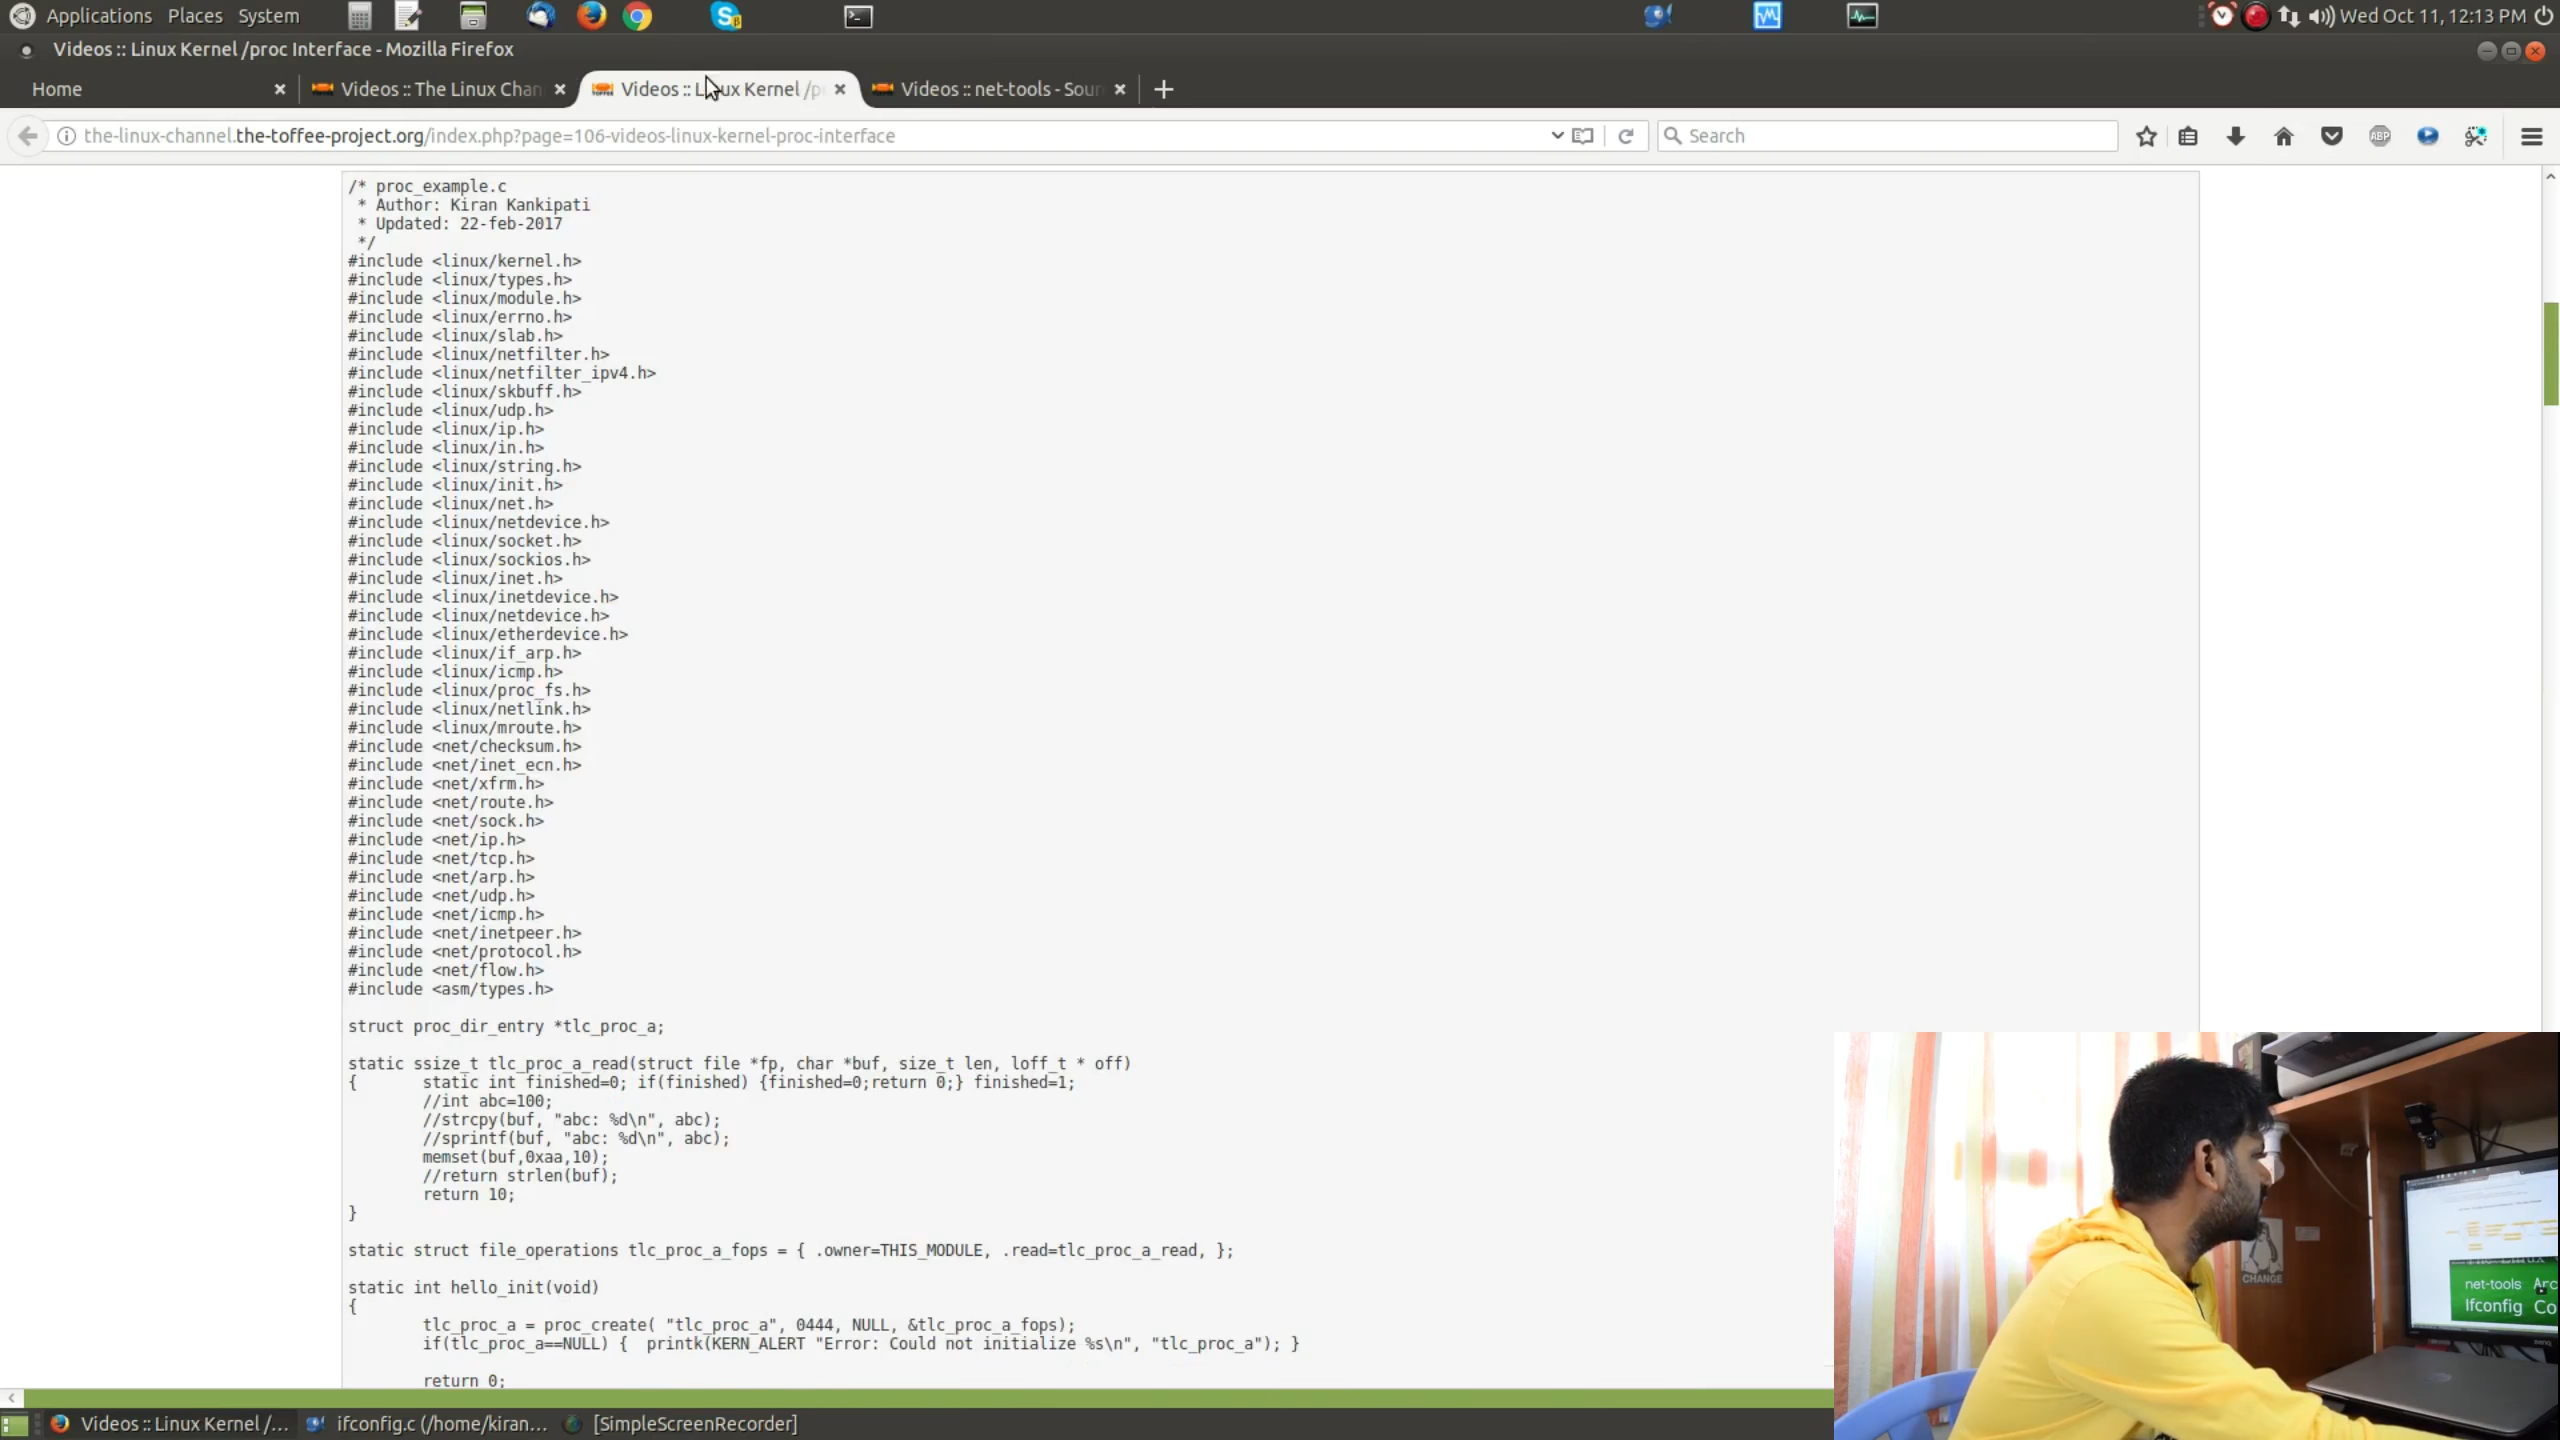 Applications Places System
Wed Oct 11, 12:13 PM
Videos :: Linux Kernel /proc Interface - Mozilla Firefox
Home
Videos :: The Linux Chan
Videos :: Linux Kernel /p
Videos :: net-tools - Sour
the-linux-channel.the-toffee-project.org/index.php?page=106-videos-linux-kernel-proc-interface
Search
ABP
/* proc_example.c
* Author: Kiran Kankipati
* Updated: 22-feb-2017
*/
#include <linux/kernel.h>
#include <linux/types.h>
#include <linux/module.h>
#include <linux/errno.h>
#include <linux/slab.h>
#include <linux/netfilter.h>
#include <linux/netfilter_ipv4.h>
#include <linux/skbuff.h>
#include <linux/udp.h>
#include <linux/ip.h>
#include <linux/in.h>
#include <linux/string.h>
#include <linux/init.h>
#include <linux/net.h>
#include <linux/netdevice.h>
#include <linux/socket.h>
#include <linux/sockios.h>
#include <linux/inet.h>
#include <linux/inetdevice.h>
#include <linux/netdevice.h>
#include <linux/etherdevice.h>
#include <linux/if_arp.h>
#include <linux/icmp.h>
#include <linux/proc_fs.h>
#include <linux/netlink.h>
#include <linux/mroute.h>
#include <net/checksum.h>
#include <net/inet_ecn.h>
#include <net/xfrm.h>
#include <net/route.h>
#include <net/sock.h>
#include <net/ip.h>
#include <net/tcp.h>
#include <net/arp.h>
#include <net/udp.h>
#include <net/icmp.h>
#include <net/inetpeer.h>
#include <net/protocol.h>
#include <net/flow.h>
#include <asm/types.h>
struct proc_dir_entry *tlc_proc_a;
static ssize_t tlc_proc_a_read(struct file *fp, char *buf, size_t len, loff_t * off)
{ static int finished=0; if(finished) {finished=0;return 0;} finished=1;
//int abc=100;
//strcpy(buf, "abc: %d\n", abc);
//sprintf(buf, "abc: %d\n", abc);
memset(buf,0xaa,10);
//return strlen(buf);
return 10;
}
static struct file_operations tlc_proc_a_fops = { .owner=THIS_MODULE, .read=tlc_proc_a_read, };
static int hello_init(void)
{
tlc_proc_a = proc_create( "tlc_proc_a", 0444, NULL, &tlc_proc_a_fops);
if(tlc_proc_a==NULL) { printk(KERN_ALERT "Error: Could not initialize %s\n", "tlc_proc_a"); }
return 0;
CHANGE
net-tools Arc
Ifconfig Co
Videos :: Linux Kernel /...
ifconfig.c (/home/kiran...
[SimpleScreenRecorder]